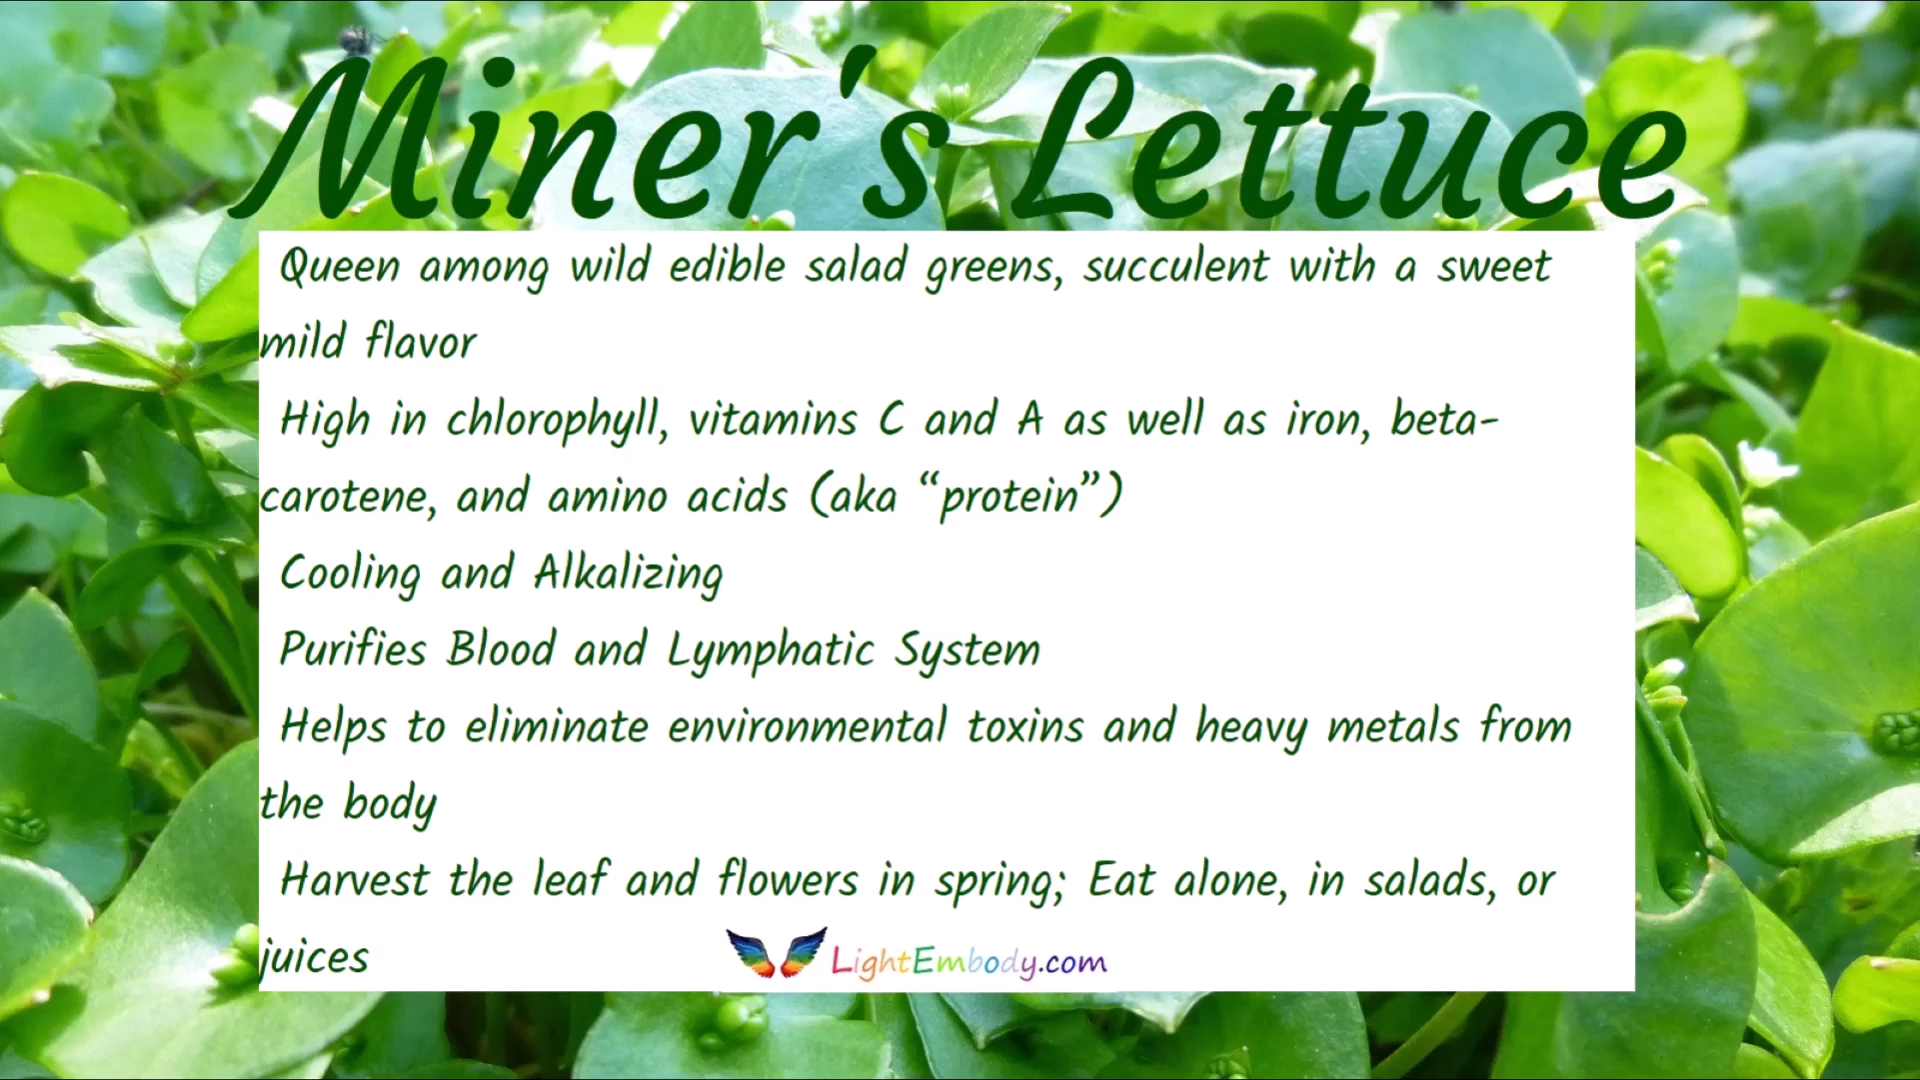 Miner's Lettuce
Queen among wild edible salad greens, succulent with a sweet
mild flavor
High in chlorophyll, vitamins C and A as well as iron, beta-
carotene, and amino acids (aka “protein”)
Cooling and Alkalizing
Purifies Blood and Lymphatic System
Helps to eliminate environmental toxins and heavy metals from
the body
Harvest the leaf and flowers in spring; Eat alone, in salads, or
juices
LightEmbody.com